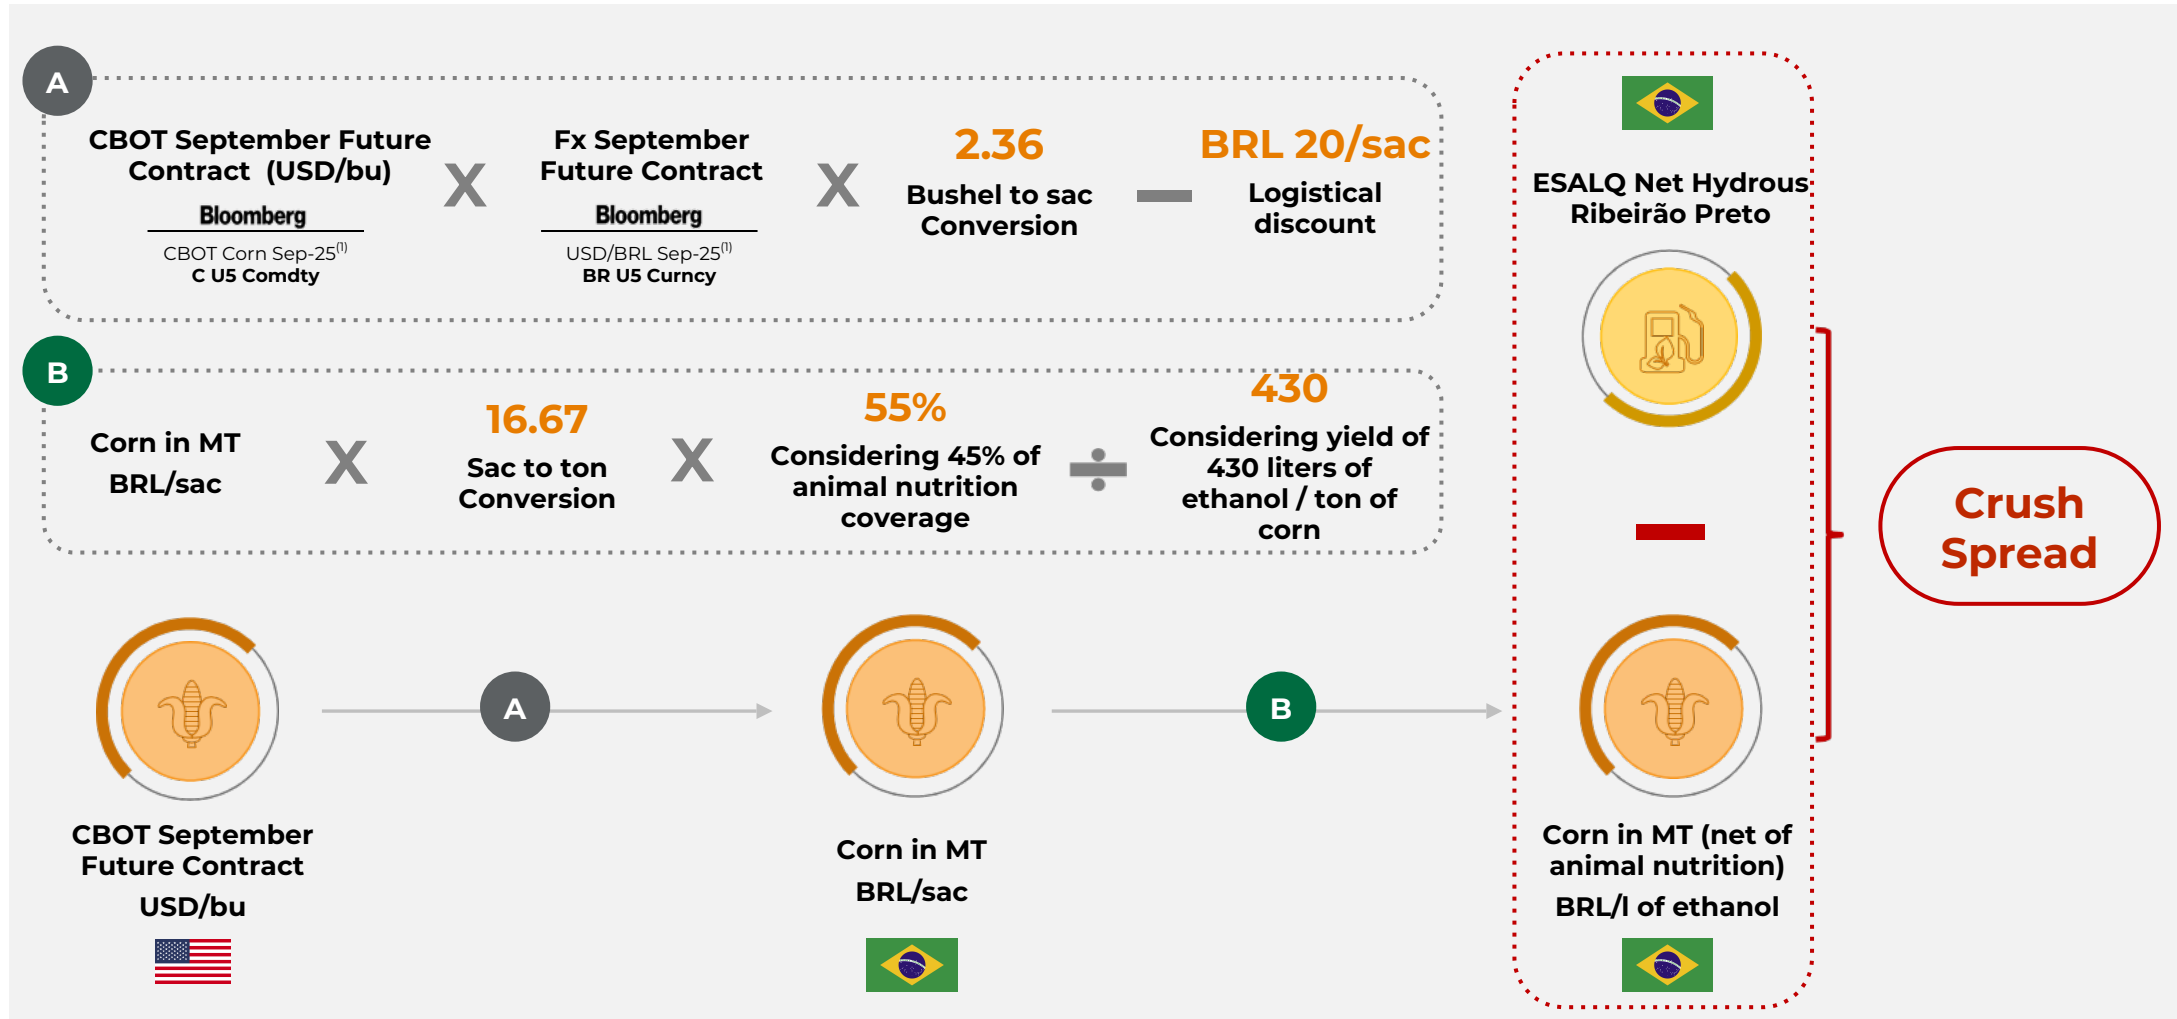 A
CBOT September Future
Contract (USD/bu)
Bloomberg
CBOT Corn Sep-25(1)
C U5 Comdty
X
Fx September
Future Contract
Bloomberg
USD/BRL Sep-25(1)
BR U5 Curncy
X
2.36
Bushel to sac
Conversion
BRL 20/sac
Logistical
discount
B
Corn in MT
BRL/sac
X
16.67
Sac to ton
Conversion
X
55%
Considering 45% of
animal nutrition
coverage
÷
430
Considering yield of
430 liters of
ethanol / ton of
corn
CBOT September
Future Contract
USD/bu
A
Corn in MT
BRL/sac
B
ESALQ Net Hydrous
Ribeirão Preto
Corn in MT (net of
animal nutrition)
BRL/l of ethanol
Crush
Spread